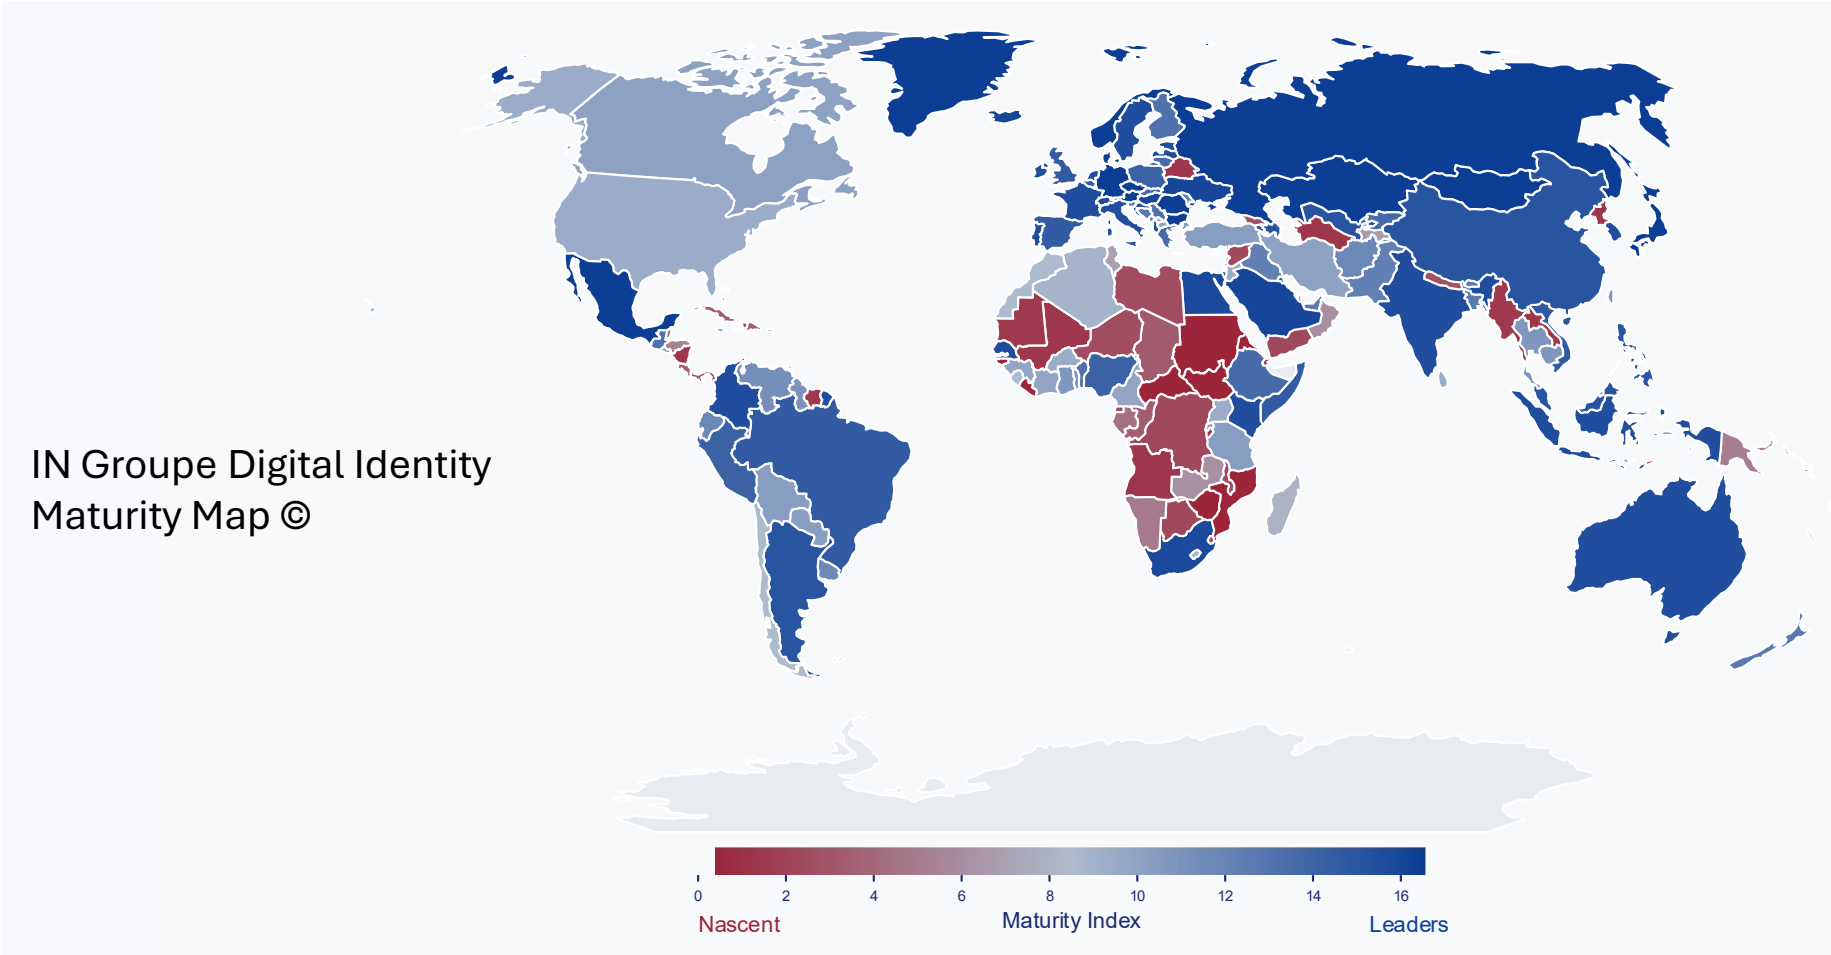 IN Groupe Digital Identity
Maturity Map ©
0 2 4 6 8 10 12 14 16
Nascent Maturity Index Leaders